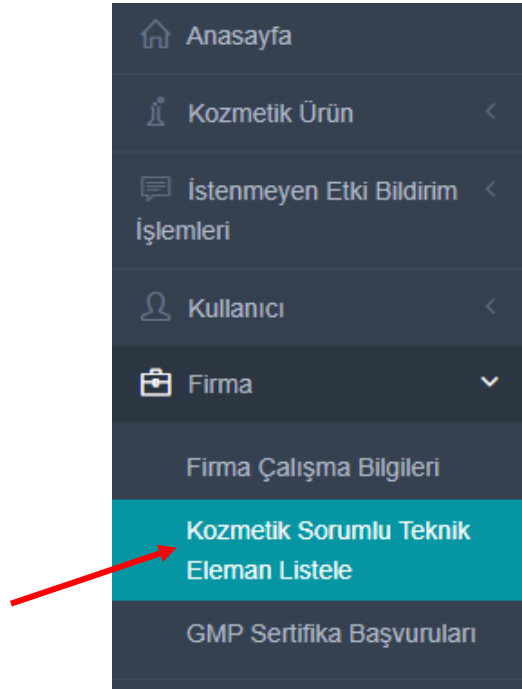 Anasayfa
Kozmetik Ürün
İstenmeyen Etki Bildirim
İşlemleri
Kullanıcı
Firma
Firma Çalışma Bilgileri
Kozmetik Sorumlu Teknik
Eleman Listele
GMP Sertifika Başvuruları